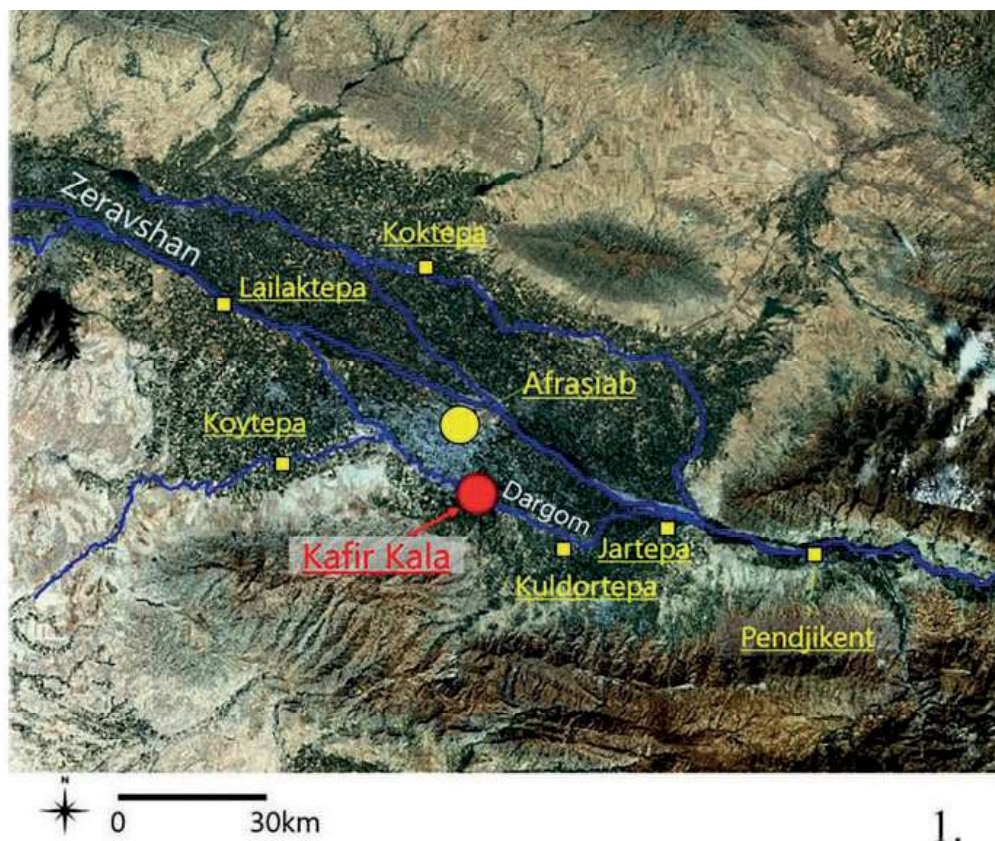 Zeravshan
Koktepa
Lailaktepa
Afrasiab
Koytepa
Dargom
Kafir Kala
Jartepa
Kuldortepa
Pendjikent
N
0 30km
1.